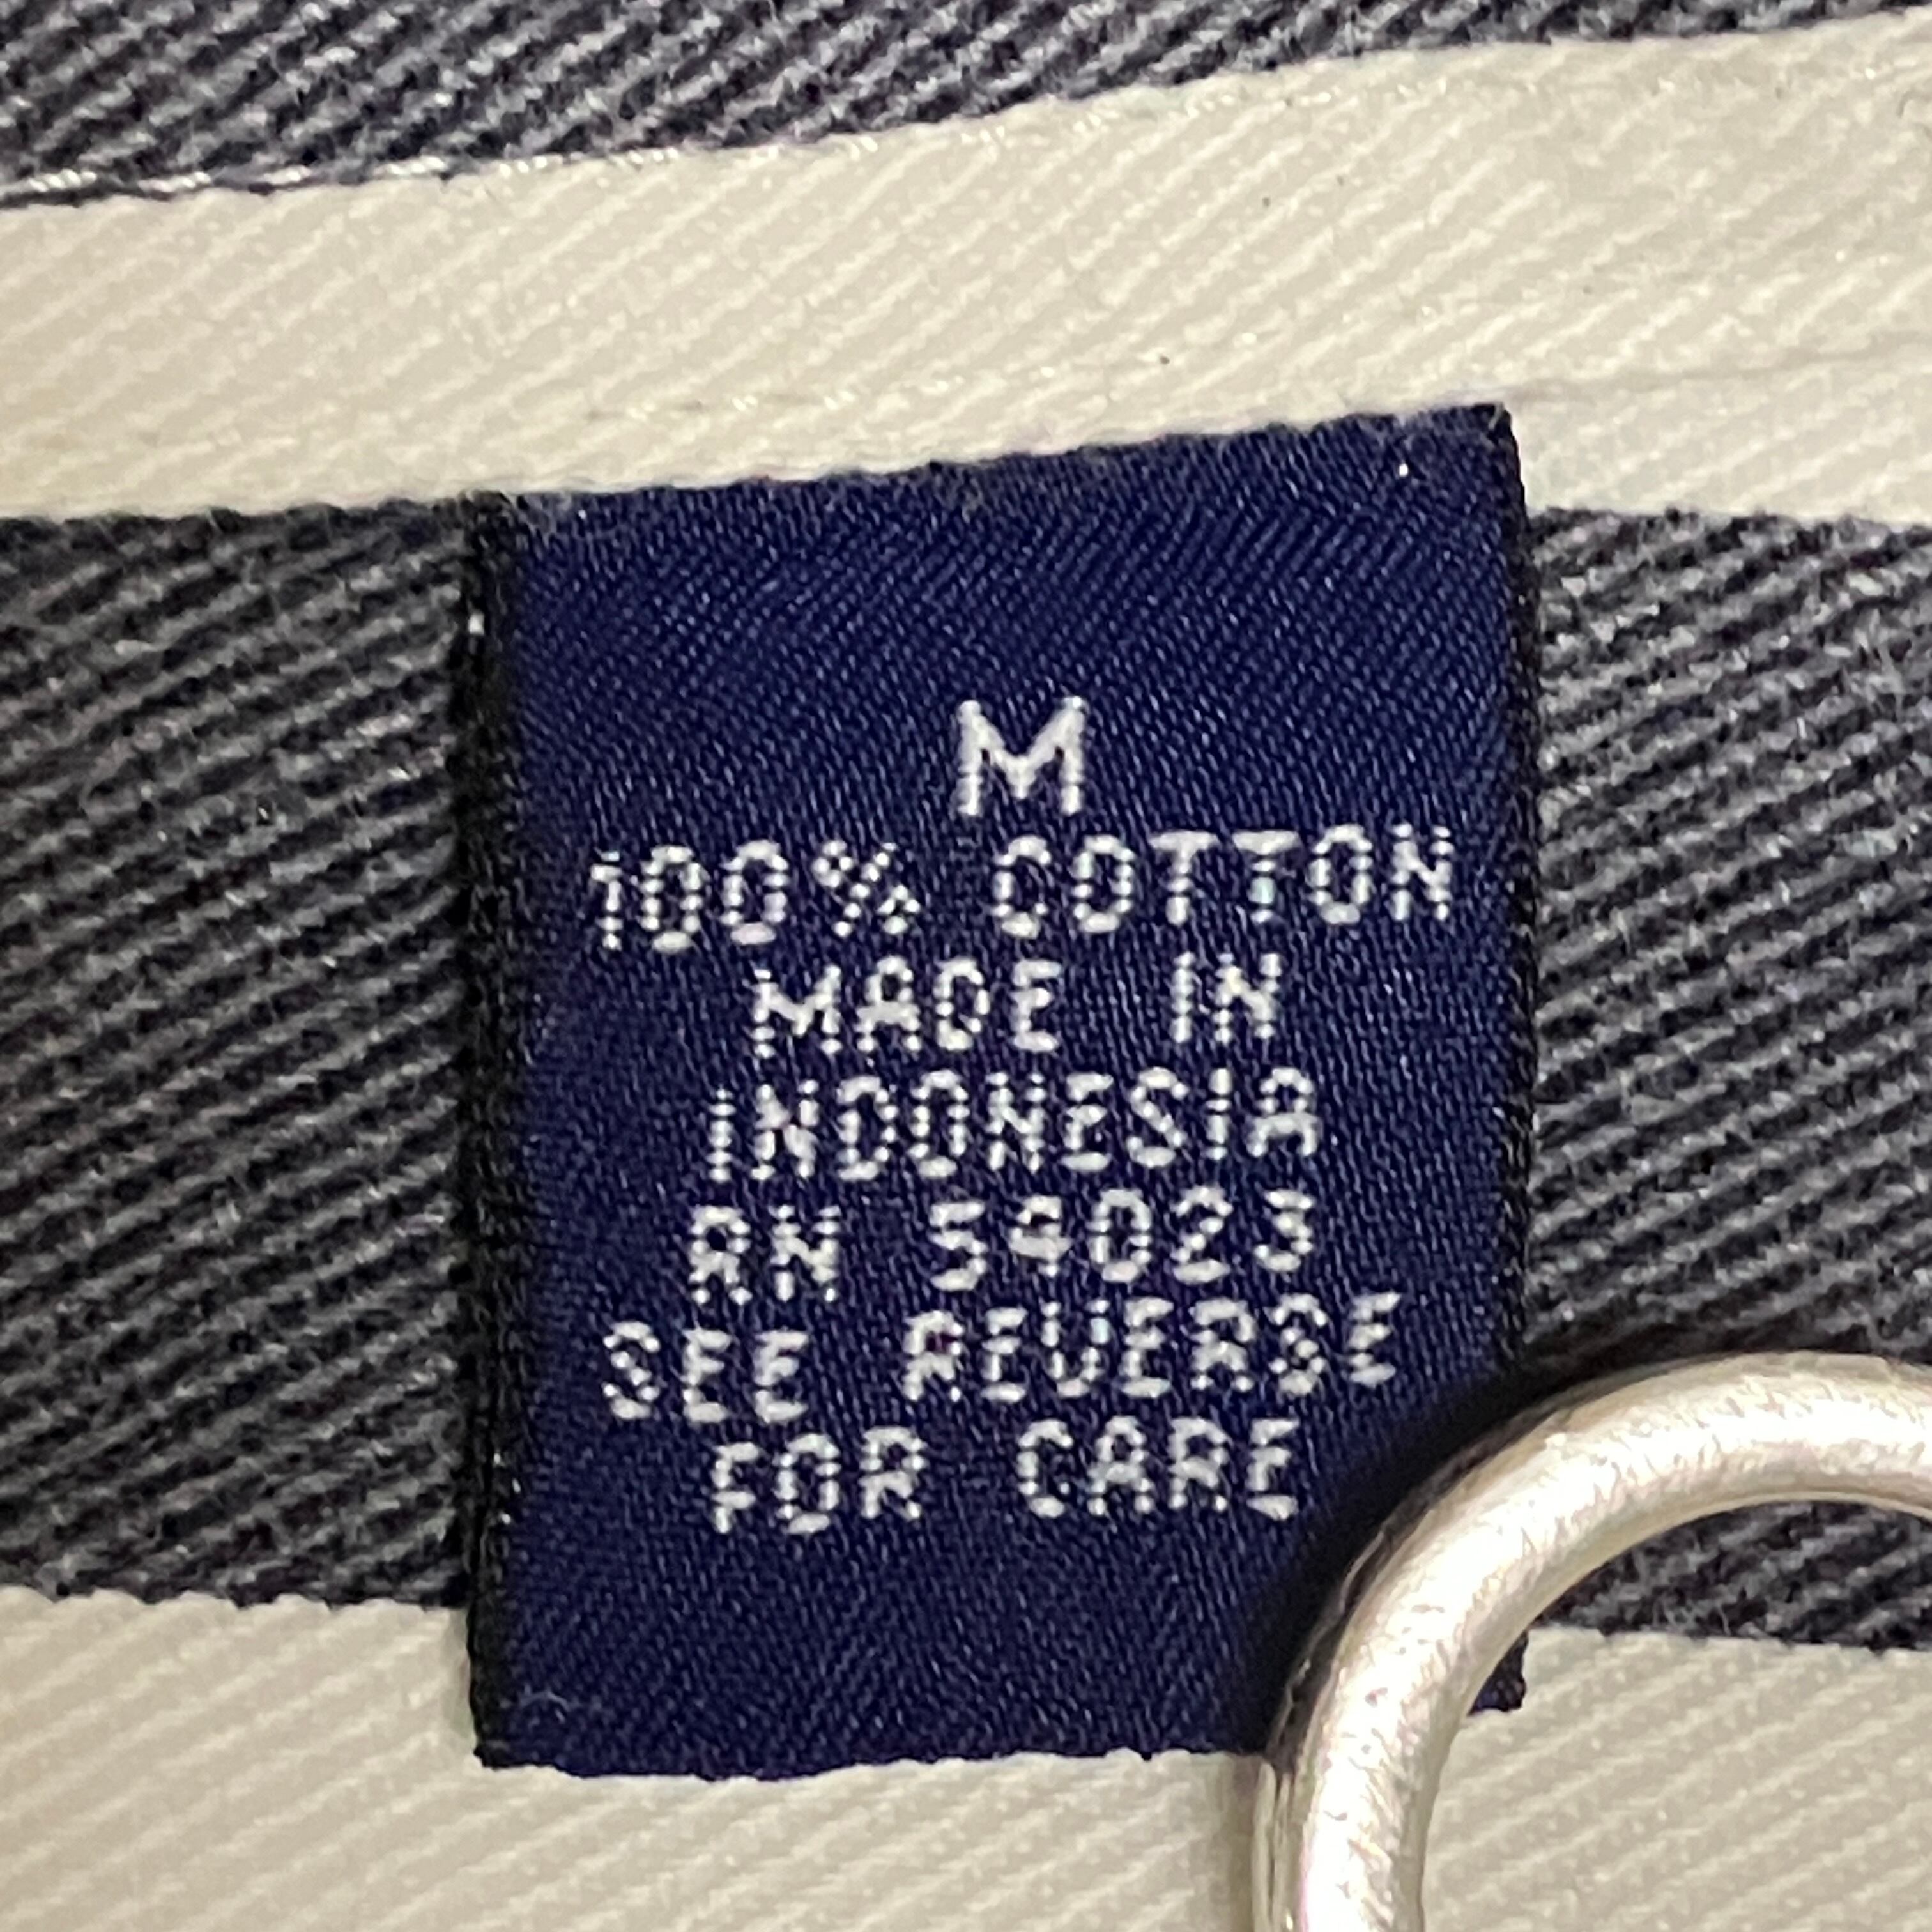 M
100% COTTON
MADE IN
INDONESIA
RN 54023
SEE REVERSE
FOR CARE